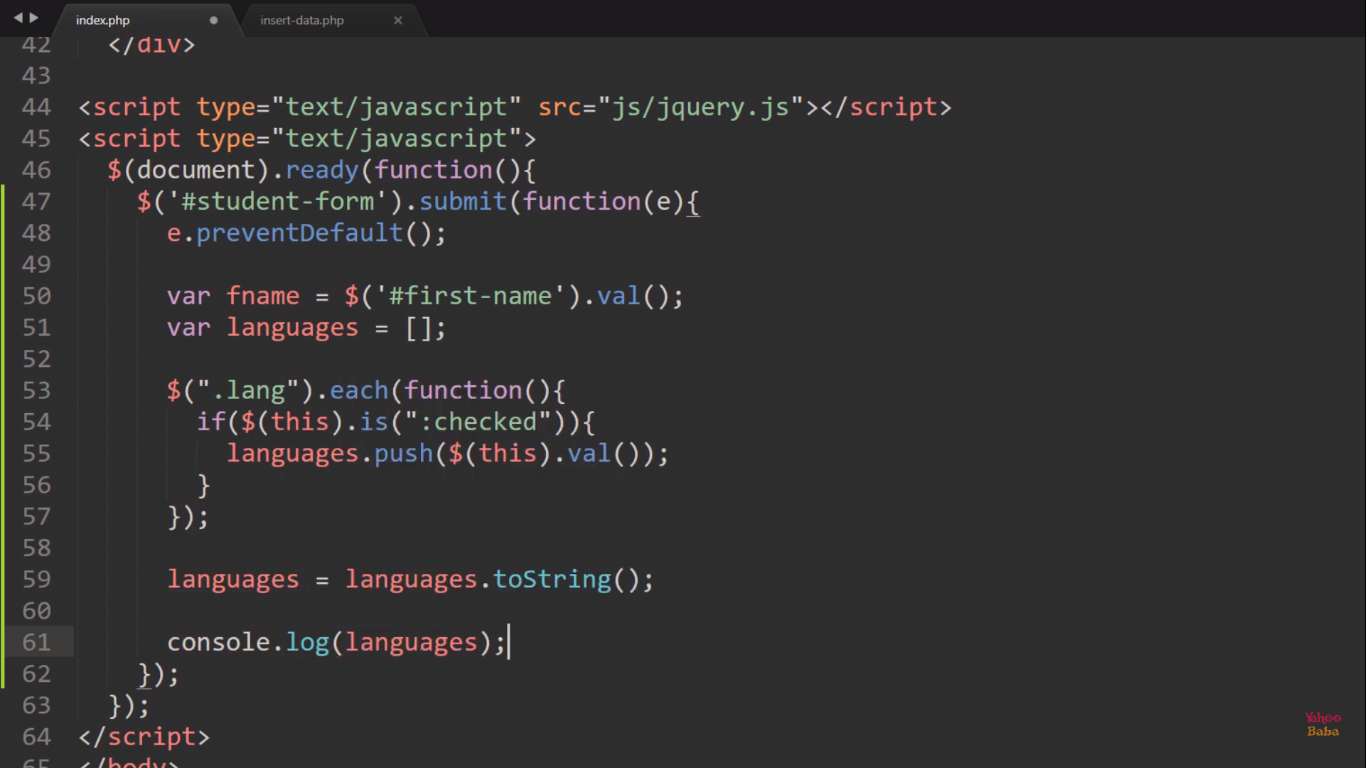 index.php
insert-data.php
42 </div>
43
44 <script type="text/javascript" src="js/jquery.js"></script>
45 <script type="text/javascript">
46 $(document).ready(function(){
47 $('#student-form').submit(function(e){
48 e.preventDefault();
49
50 var fname = $('#first-name').val();
51 var languages = [];
52
53 $(".lang").each(function(){
54 if($(this).is(":checked")){
55 languages.push($(this).val());
56 }
57 });
58
59 languages = languages.toString();
60
61 console.log(languages);
62 });
63 });
64 </script>
65 </body>
Yahoo
Baba